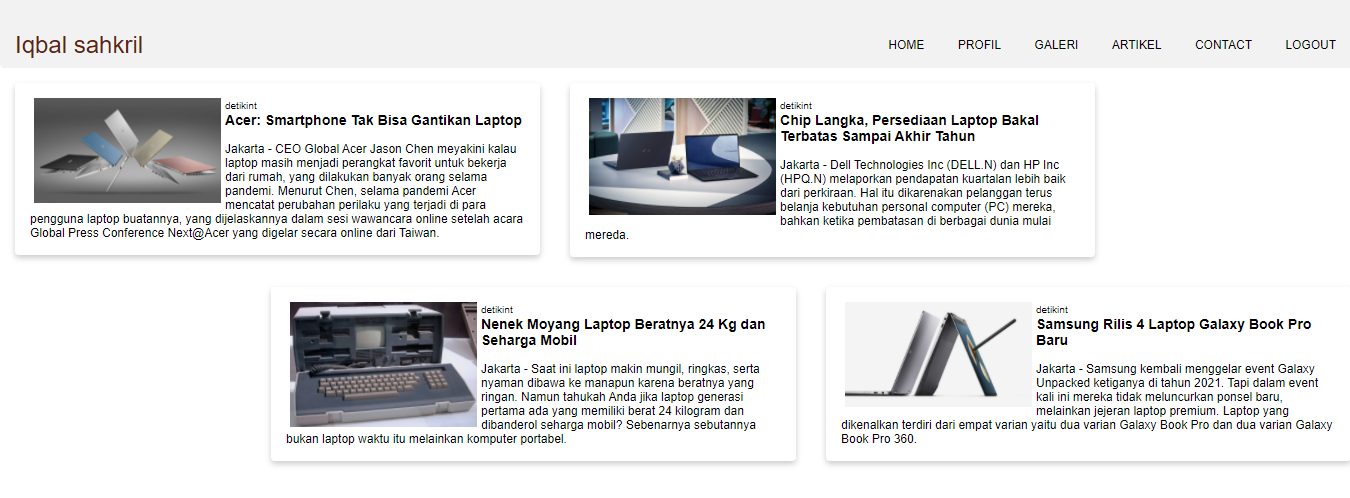 Iqbal sahkril
HOME PROFIL GALERI ARTIKEL CONTACT LOGOUT
detikint
Acer: Smartphone Tak Bisa Gantikan Laptop
Jakarta - CEO Global Acer Jason Chen meyakini kalau
laptop masih menjadi perangkat favorit untuk bekerja
dari rumah, yang dilakukan banyak orang selama
pandemi. Menurut Chen, selama pandemi Acer
mencatat perubahan perilaku yang terjadi di para
pengguna laptop buatannya, yang dijelaskannya dalam sesi wawancara online setelah acara
Global Press Conference Next@Acer yang digelar secara online dari Taiwan.
detikint
Chip Langka, Persediaan Laptop Bakal
Terbatas Sampai Akhir Tahun
Jakarta - Dell Technologies Inc (DELL.N) dan HP Inc
(HPQ.N) melaporkan pendapatan kuartalan lebih baik
dari perkiraan. Hal itu dikarenakan pelanggan terus
belanja kebutuhan personal computer (PC) mereka,
bahkan ketika pembatasan di berbagai dunia mulai
mereda.
detikint
Nenek Moyang Laptop Beratnya 24 Kg dan
Seharga Mobil
Jakarta - Saat ini laptop makin mungil, ringkas, serta
nyaman dibawa ke manapun karena beratnya yang
ringan. Namun tahukah Anda jika laptop generasi
pertama ada yang memiliki berat 24 kilogram dan
dibanderol seharga mobil? Sebenarnya sebutannya
bukan laptop waktu itu melainkan komputer portabel.
detikint
Samsung Rilis 4 Laptop Galaxy Book Pro
Baru
Jakarta - Samsung kembali menggelar event Galaxy
Unpacked ketiganya di tahun 2021. Tapi dalam event
kali ini mereka tidak meluncurkan ponsel baru,
melainkan jejeran laptop premium. Laptop yang
dikenalkan terdiri dari empat varian yaitu dua varian Galaxy Book Pro dan dua varian Galaxy
Book Pro 360.